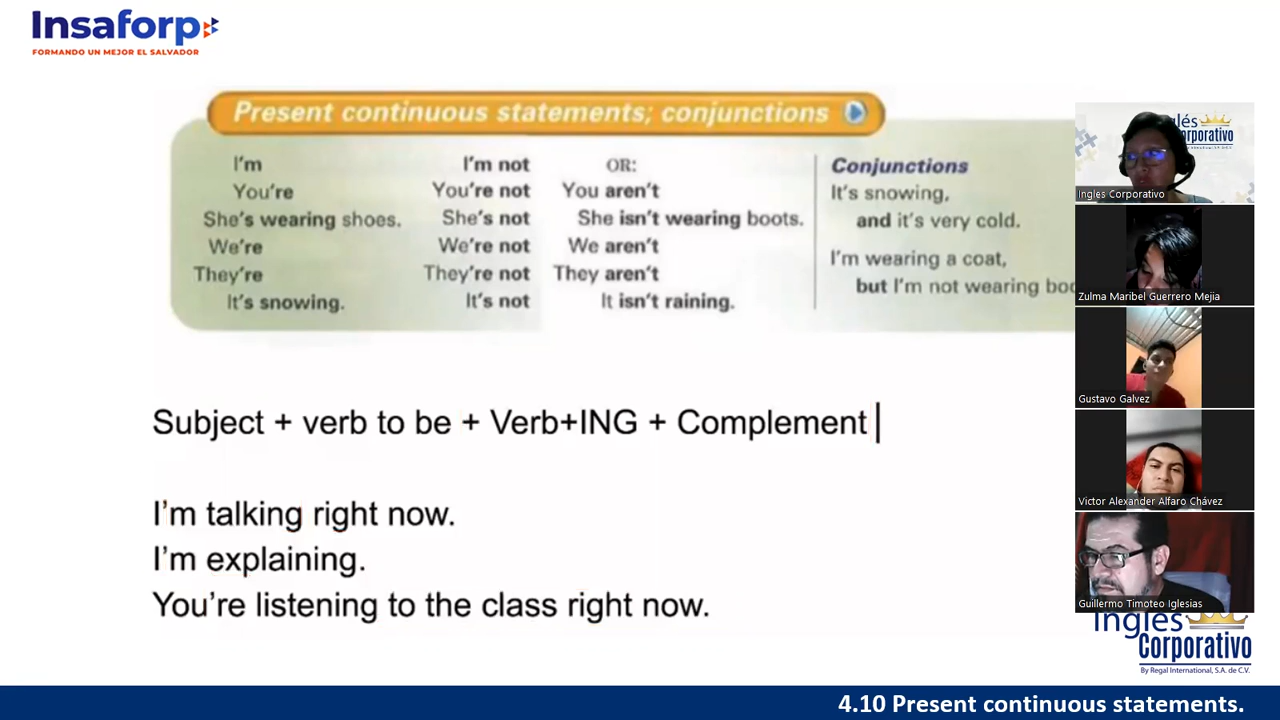 Insaforp
FORMANDO UN MEJOR EL SALVADOR
Present continuous statements; conjunctions
I'm I'm not OR: Conjunctions
You're You're not You aren't It's snowing,
She's wearing shoes. She's not She isn't wearing boots. and it's very cold.
We're We're not We aren't I'm wearing a coat,
They're They're not They aren't but I'm not wearing
It's snowing. It's not It isn't raining.
Subject + verb to be + Verb+ING + Complement
I'm talking right now.
I'm explaining.
You're listening to the class right now.
Ingles Corporativo
Zulma Maribel Guerrero Mejia
Gustavo Galvez
Victor Alexander Alfaro Chávez
Guillermo Timoteo Iglesias
Inglés
Corporativo
By Regal International, S.A. de C.V.
4.10 Present continuous statements.